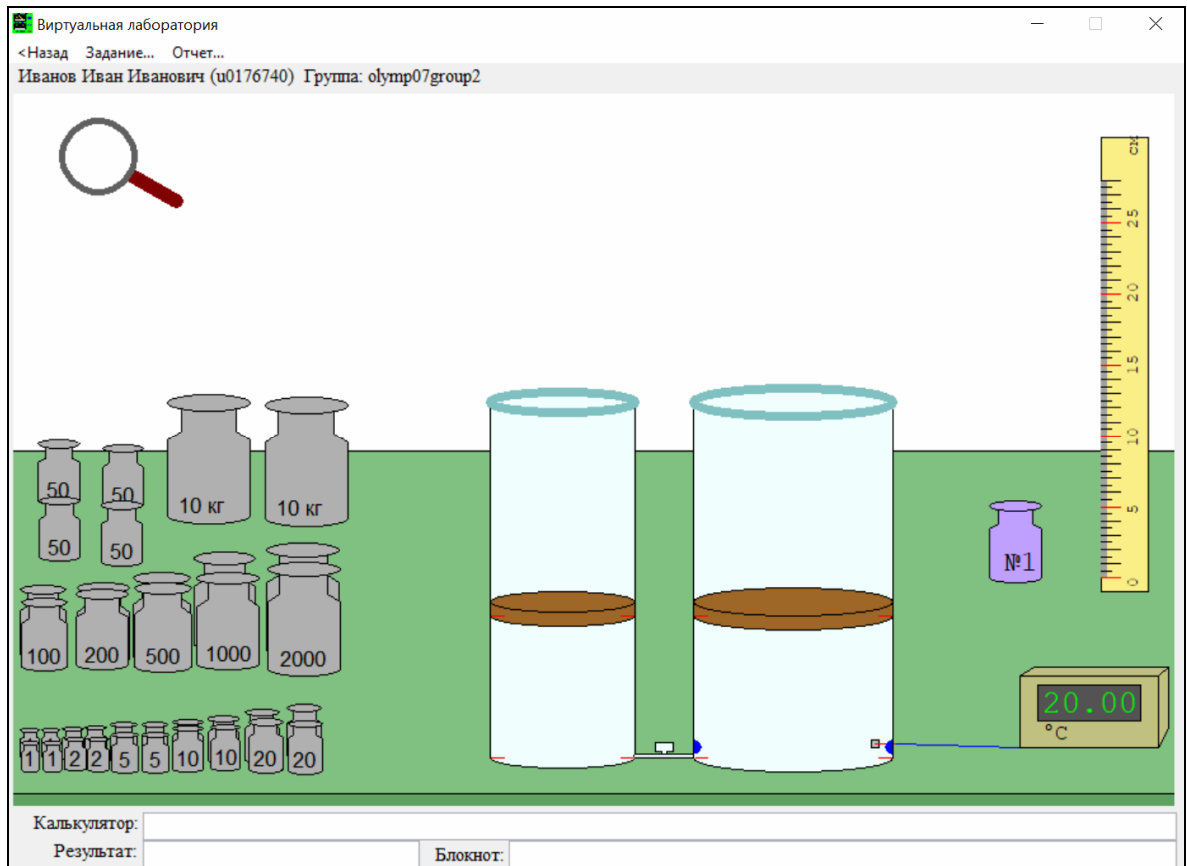 Виртуальная лаборатория
<Назад Задание... Отчет...
Иванов Иван Иванович (u0176740) Группа: olymp07group2
см
25
20
15
10
5
0
50 50 10 кг 10 кг
50 50
№1
100 200 500 1000 2000
20.00
°C
1 1 2 2 5 5 10 10 20 20
Калькулятор:
Результат: Блокнот: